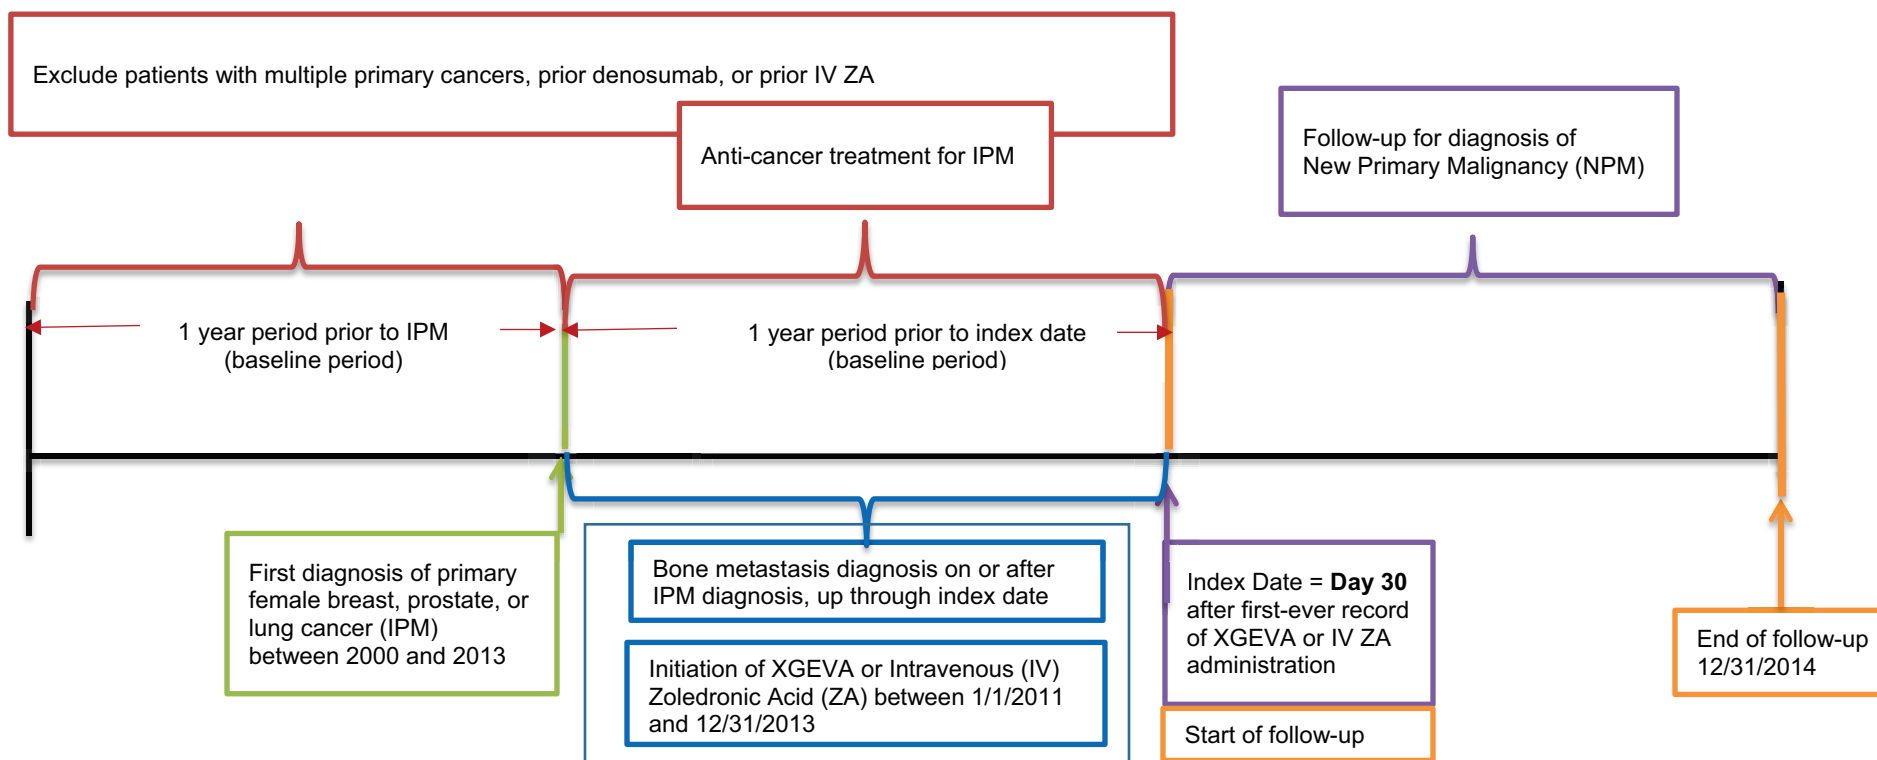 Exclude patients with multiple primary cancers, prior denosumab, or prior IV ZA
Anti-cancer treatment for IPM
Follow-up for diagnosis of
New Primary Malignancy (NPM)
1 year period prior to IPM
(baseline period)
1 year period prior to index date
(baseline period)
First diagnosis of primary
female breast, prostate, or
lung cancer (IPM)
between 2000 and 2013
Bone metastasis diagnosis on or after
IPM diagnosis, up through index date
Initiation of XGEVA or Intravenous (IV)
Zoledronic Acid (ZA) between 1/1/2011
and 12/31/2013
Index Date = Day 30
after first-ever record
of XGEVA or IV ZA
administration
Start of follow-up
End of follow-up
12/31/2014